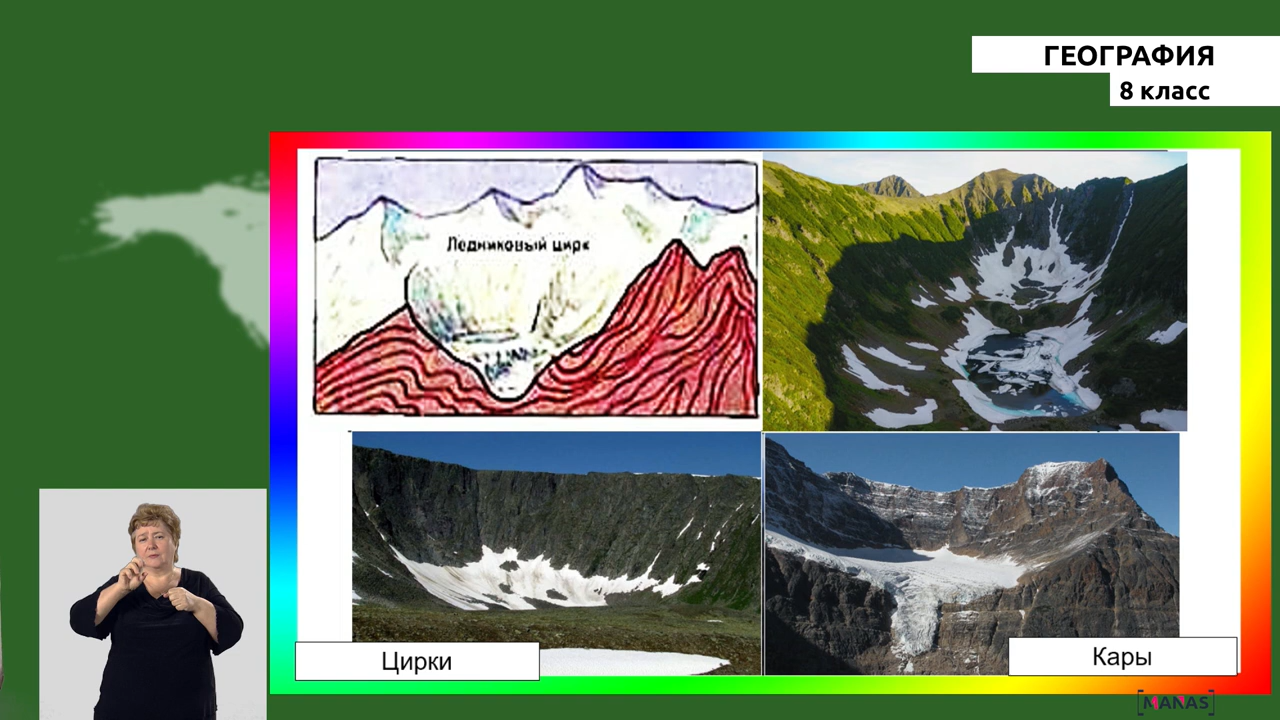 ГЕОГРАФИЯ
8 класс
Ледниковый цирк
Цирки
Кары
[MANAS]